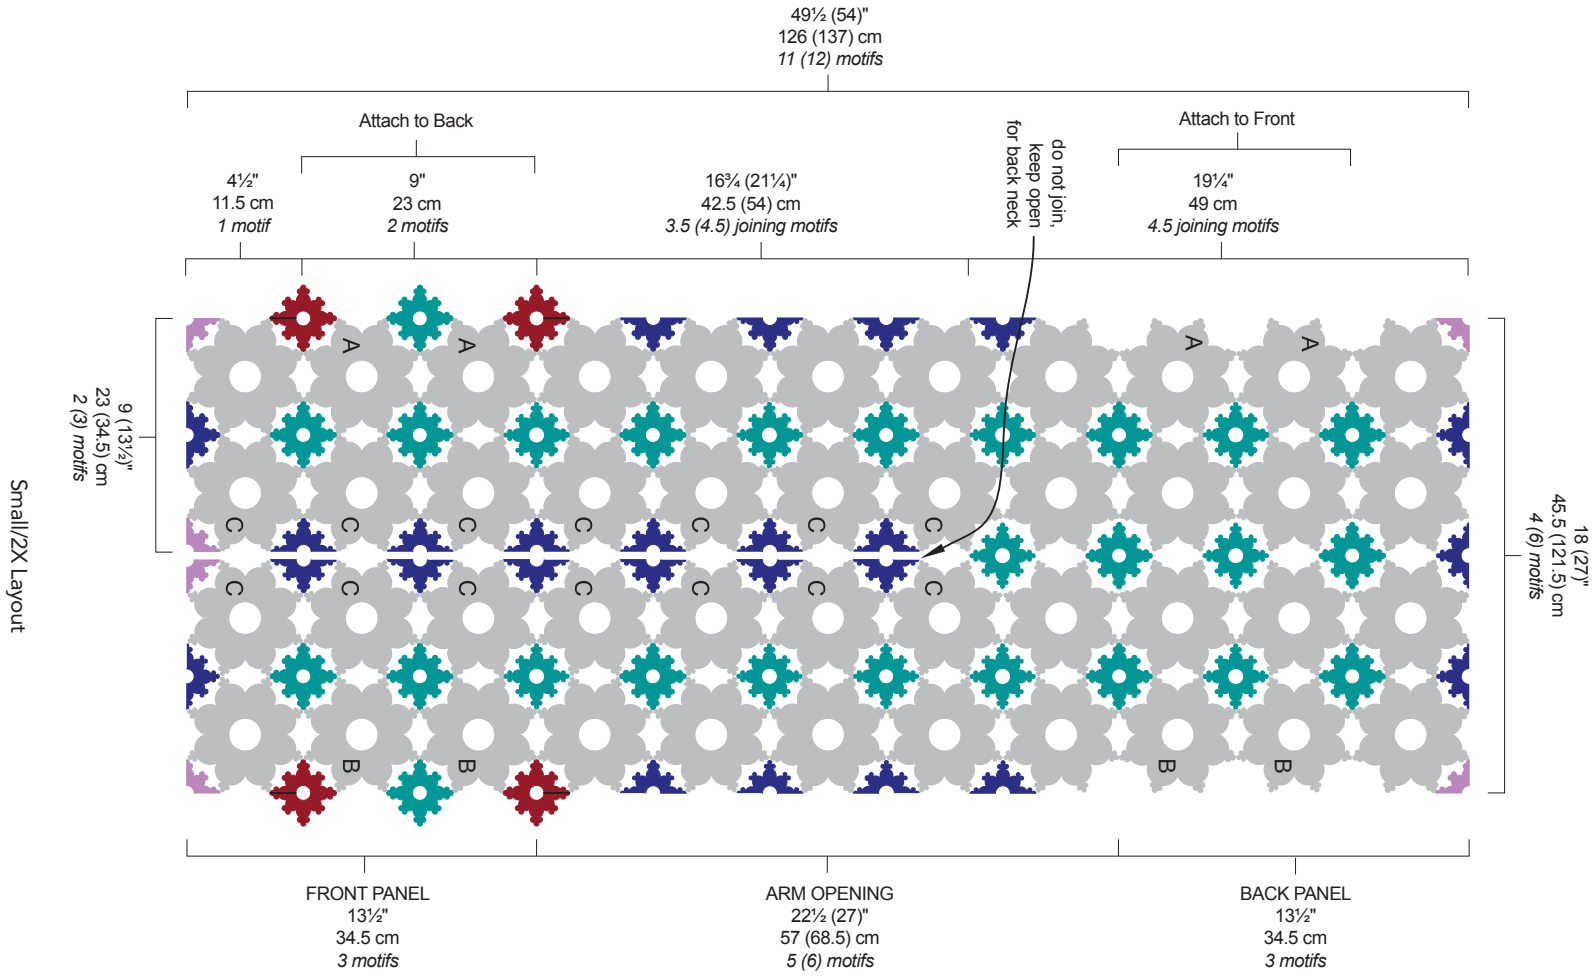 49½ (54)"
126 (137) cm
11 (12) motifs
Attach to Back
Attach to Front
do not join,
keep open
for back neck
4½"
11.5 cm
1 motif
9"
23 cm
2 motifs
16¾ (21¼)"
42.5 (54) cm
3.5 (4.5) joining motifs
19¼"
49 cm
4.5 joining motifs
A
A
A
A
9 (13½)"
23 (34.5) cm
2 (3) motifs
18 (27)"
45.5 (121.5) cm
4 (6) motifs
Small/2X Layout
C
C
C
C
C
C
C
C
C
C
C
C
C
C
B
B
B
B
FRONT PANEL
13½"
34.5 cm
3 motifs
ARM OPENING
22½ (27)"
57 (68.5) cm
5 (6) motifs
BACK PANEL
13½"
34.5 cm
3 motifs